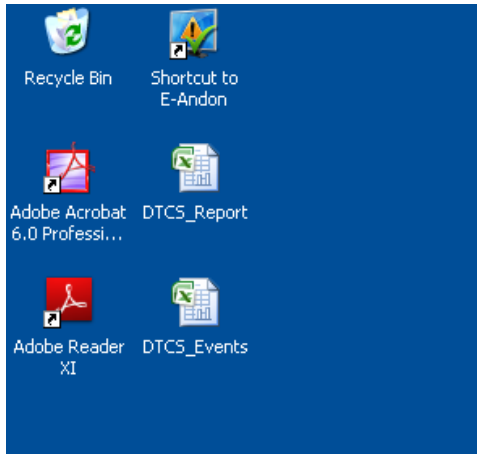 Recycle Bin
Shortcut to
E-Andon
Adobe Acrobat
6.0 Professi...
DTCS_Report
Adobe Reader
XI
DTCS_Events